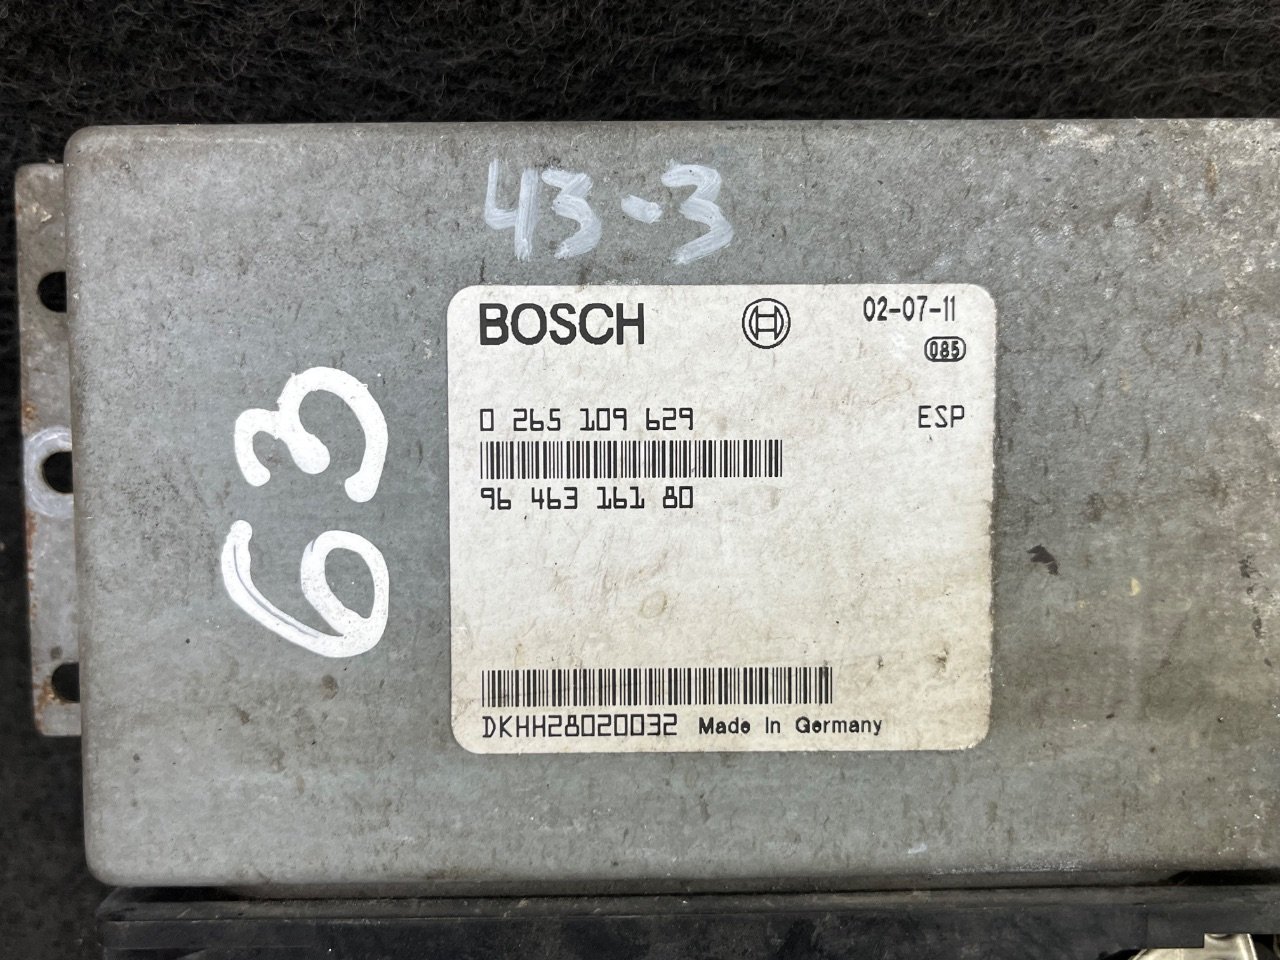 43-3
BOSCH 02-07-11
085
0 265 109 629 ESP
96 463 161 80
63
DKHH28020032 Made In Germany